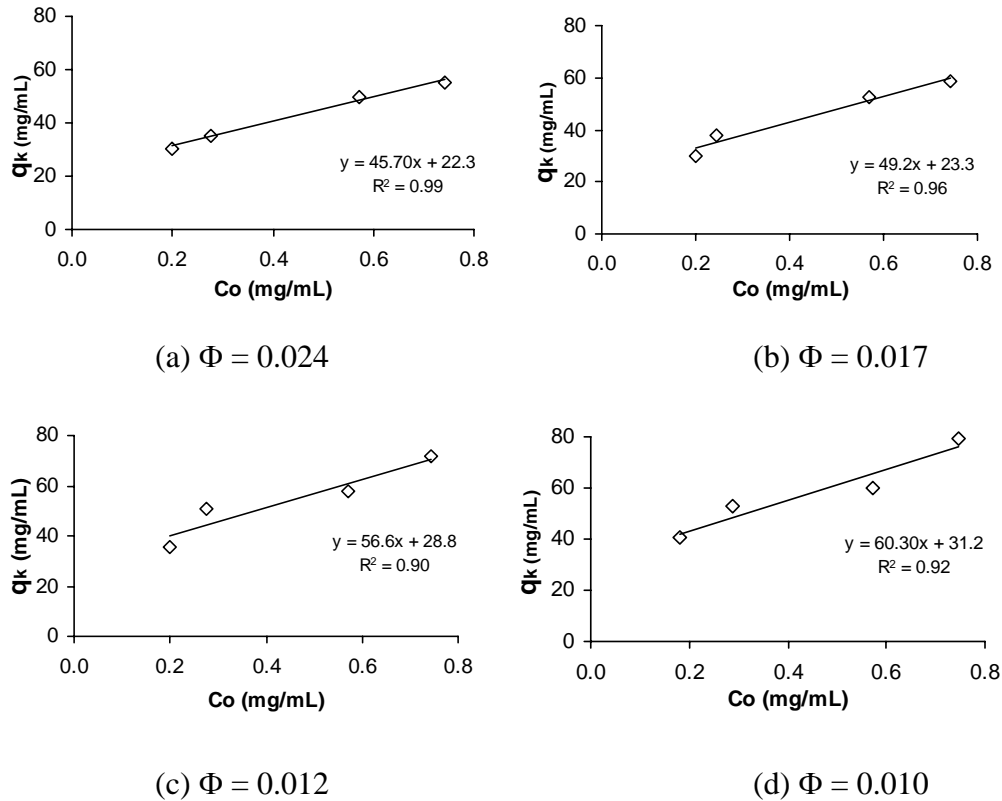 80
60
40
20
0
qk (mg/mL)
y = 45.70x + 22.3
R² = 0.99
0.0 0.2 0.4 0.6 0.8
Co (mg/mL)
(a) Φ = 0.024
80
60
40
20
0
qk (mg/mL)
y = 49.2x + 23.3
R² = 0.96
0.0 0.2 0.4 0.6 0.8
Co (mg/mL)
(b) Φ = 0.017
80
60
40
20
0
qk (mg/mL)
y = 56.6x + 28.8
R² = 0.90
0.0 0.2 0.4 0.6 0.8
Co (mg/mL)
(c) Φ = 0.012
80
60
40
20
0
qk (mg/mL)
y = 60.30x + 31.2
R² = 0.92
0.0 0.2 0.4 0.6 0.8
Co (mg/mL)
(d) Φ = 0.010